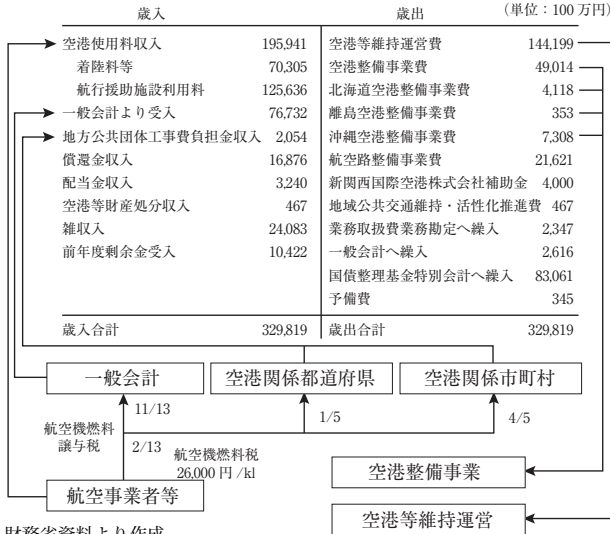 歳入 歳出 (単位：100万円)
空港使用料収入 195,941 空港等維持運営費 144,199
着陸料等 70,305 空港整備事業費 49,014
航行援助施設利用料 125,636 北海道空港整備事業費 4,118
一般会計より受入 76,732 離島空港整備事業費 353
地方公共団体工事費負担金収入 2,054 沖縄空港整備事業費 7,308
償還金収入 16,876 航空路整備事業費 21,621
配当金収入 3,240 新関西国際空港株式会社補助金 4,000
空港等財産処分収入 467 地域公共交通維持・活性化推進費 467
雑収入 24,083 業務取扱費業務勘定へ繰入 2,347
前年度剰余金受入 10,422 一般会計へ繰入 2,616
国債整理基金特別会計へ繰入 83,061
予備費 345
歳入合計 329,819 歳出合計 329,819
一般会計 空港関係都道府県 空港関係市町村
11/13 1/5 4/5
航空機燃料
譲与税
2/13 航空機燃料税
26,000円/kl
空港整備事業
航空事業者等
空港等維持運営
財務省資料より作成